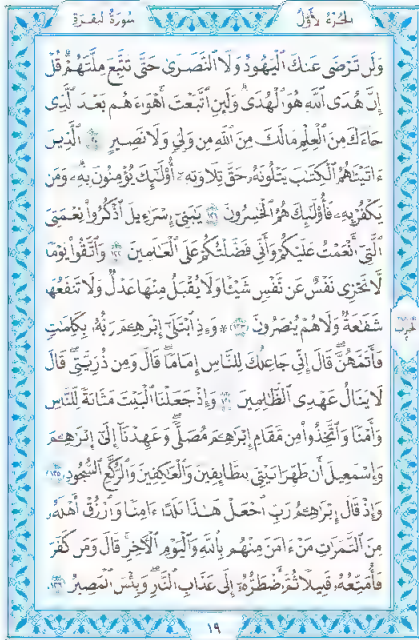 سورة البقرة الجزء الأول
وَلَن تَرْضَىٰ عَنكَ ٱلْيَهُودُ وَلَا ٱلنَّصَٰرَىٰ حَتَّىٰ تَتَّبِعَ مِلَّتَهُمْ قُلْ
إِنَّ هُدَى ٱللَّهِ هُوَ ٱلْهُدَىٰ وَلَئِنِ ٱتَّبَعْتَ أَهْوَآءَهُم بَعْدَ ٱلَّذِى
جَآءَكَ مِنَ ٱلْعِلْمِ مَا لَكَ مِنَ ٱللَّهِ مِن وَلِىٍّ وَلَا نَصِيرٍ ١٢٠ ٱلَّذِينَ
ءَاتَيْنَٰهُمُ ٱلْكِتَٰبَ يَتْلُونَهُۥ حَقَّ تِلَاوَتِهِۦٓ أُو۟لَٰٓئِكَ يُؤْمِنُونَ بِهِۦ وَمَن
يَكْفُرْ بِهِۦ فَأُو۟لَٰٓئِكَ هُمُ ٱلْخَٰسِرُونَ ١٢١ يَٰبَنِىٓ إِسْرَٰٓءِيلَ ٱذْكُرُوا۟ نِعْمَتِىَ
ٱلَّتِىٓ أَنْعَمْتُ عَلَيْكُمْ وَأَنِّى فَضَّلْتُكُمْ عَلَى ٱلْعَٰلَمِينَ ١٢٢ وَٱتَّقُوا۟ يَوْمًا
لَّا تَجْزِى نَفْسٌ عَن نَّفْسٍ شَيْـًٔا وَلَا يُقْبَلُ مِنْهَا عَدْلٌ وَلَا تَنفَعُهَا
شَفَٰعَةٌ وَلَا هُمْ يُنصَرُونَ ١٢٣ ۞ وَإِذِ ٱبْتَلَىٰٓ إِبْرَٰهِـۧمَ رَبُّهُۥ بِكَلِمَٰتٍ
فَأَتَمَّهُنَّ قَالَ إِنِّى جَاعِلُكَ لِلنَّاسِ إِمَامًا قَالَ وَمِن ذُرِّيَّتِى قَالَ
لَا يَنَالُ عَهْدِى ٱلظَّٰلِمِينَ ١٢٤ وَإِذْ جَعَلْنَا ٱلْبَيْتَ مَثَابَةً لِّلنَّاسِ
وَأَمْنًا وَٱتَّخِذُوا۟ مِن مَّقَامِ إِبْرَٰهِـۧمَ مُصَلًّى وَعَهِدْنَآ إِلَىٰٓ إِبْرَٰهِـۧمَ
وَإِسْمَٰعِيلَ أَن طَهِّرَا بَيْتِىَ لِلطَّآئِفِينَ وَٱلْعَٰكِفِينَ وَٱلرُّكَّعِ ٱلسُّجُودِ ١٢٥
وَإِذْ قَالَ إِبْرَٰهِـۧمُ رَبِّ ٱجْعَلْ هَٰذَا بَلَدًا ءَامِنًا وَٱرْزُقْ أَهْلَهُۥ
مِنَ ٱلثَّمَرَٰتِ مَنْ ءَامَنَ مِنْهُم بِٱللَّهِ وَٱلْيَوْمِ ٱلْـَٔاخِرِ قَالَ وَمَن كَفَرَ
فَأُمَتِّعُهُۥ قَلِيلًا ثُمَّ أَضْطَرُّهُۥٓ إِلَىٰ عَذَابِ ٱلنَّارِ وَبِئْسَ ٱلْمَصِيرُ ١٢٦
١٩